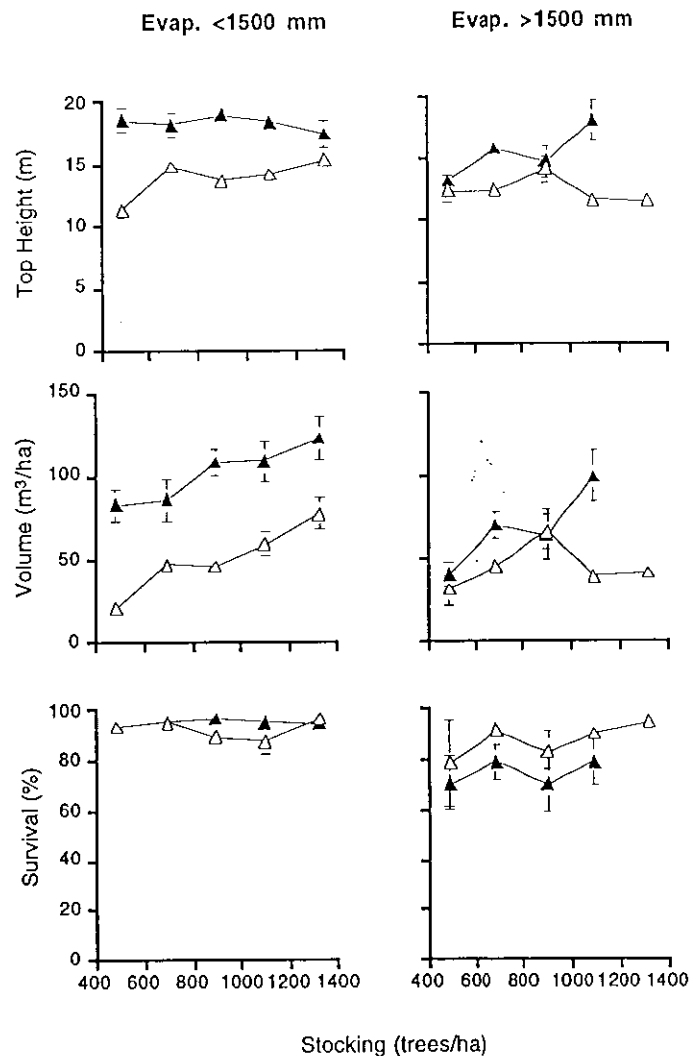 Evap. <1500 mm
Evap. >1500 mm
Top Height (m)
20
15
10
5
0
Volume (m³/ha)
150
100
50
0
Survival (%)
100
80
60
40
20
0
400 600 800 1000 1200 1400
400 600 800 1000 1200 1400
Stocking (trees/ha)